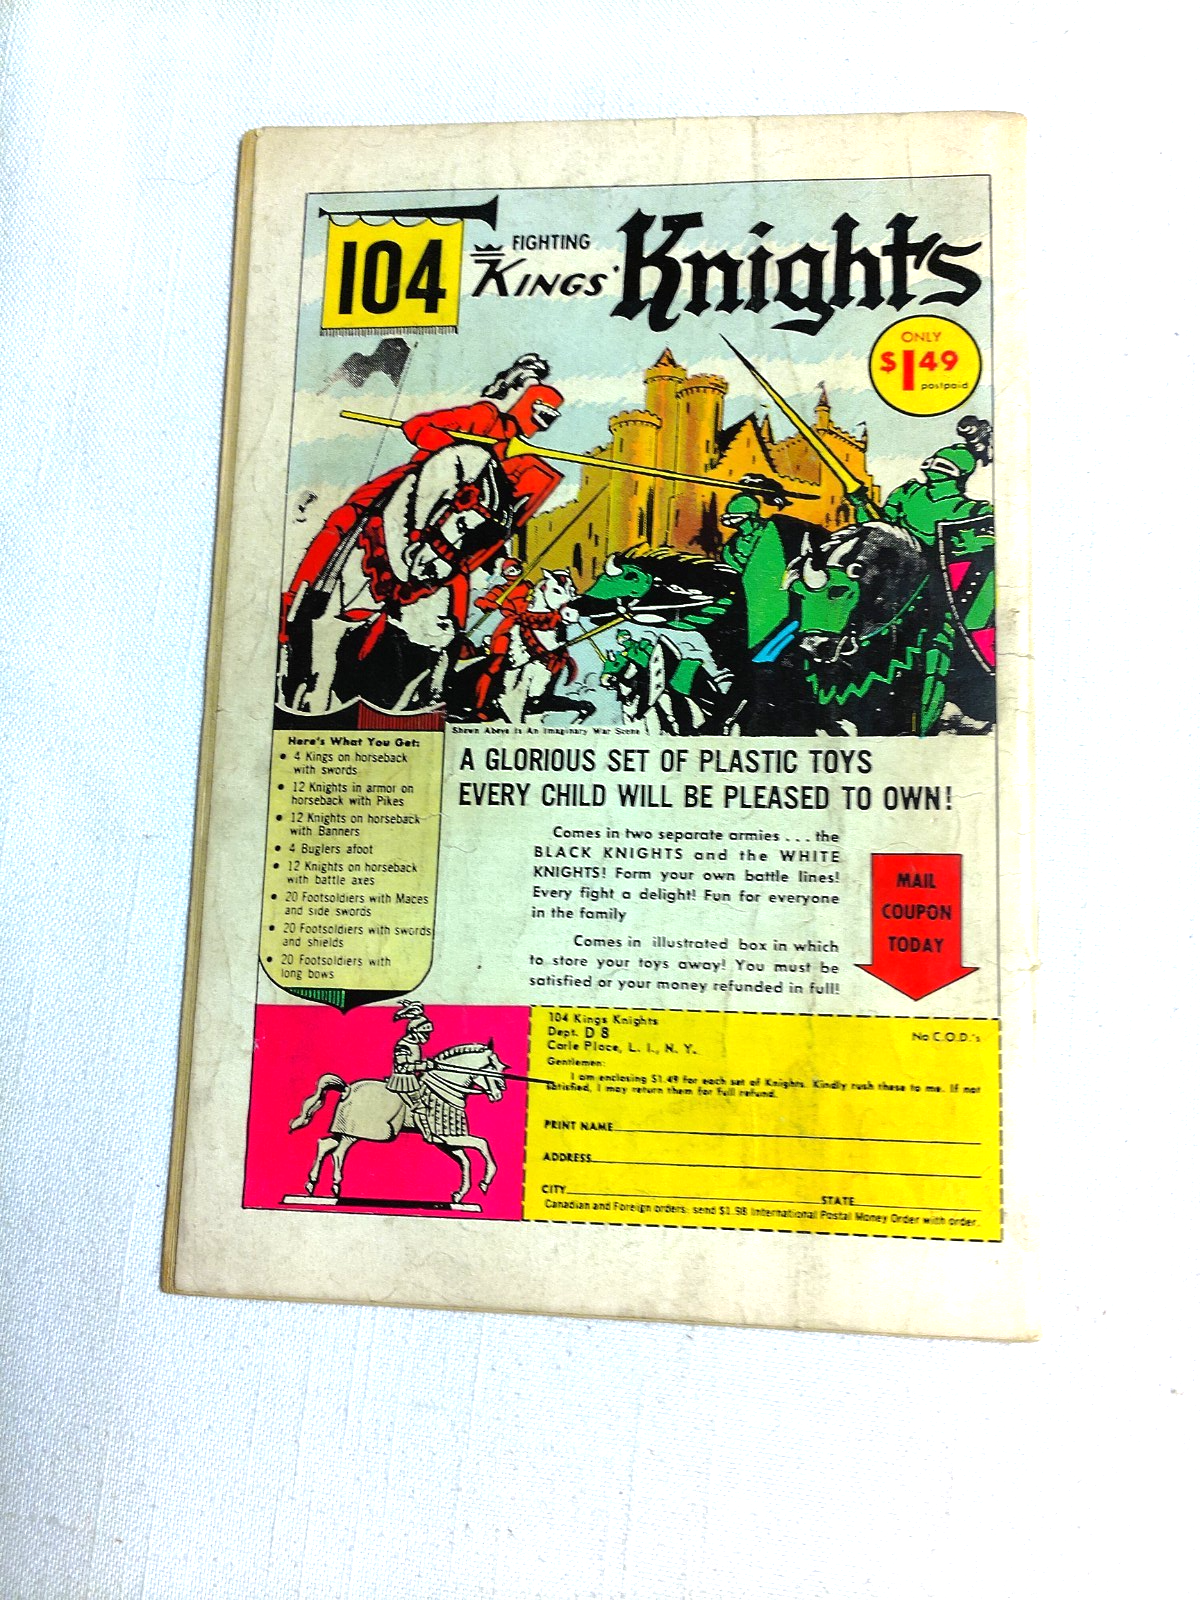 104
FIGHTING
KINGS' Knights
ONLY
$1.49
postpaid
Shown Above Is An Imaginary War Scene
Here's What You Get:
• 4 Kings on horseback
with swords
• 12 Knights in armor on
horseback with Pikes
• 12 Knights on horseback
with Banners
• 4 Buglers afoot
• 12 Knights on horseback
with battle axes
• 20 Footsoldiers with Maces
and side swords
• 20 Footsoldiers with swords
and shields
• 20 Footsoldiers with
long bows
A GLORIOUS SET OF PLASTIC TOYS
EVERY CHILD WILL BE PLEASED TO OWN!
Comes in two separate armies . . . the
BLACK KNIGHTS and the WHITE
KNIGHTS! Form your own battle lines!
Every fight a delight! Fun for everyone
in the family
Comes in illustrated box in which
to store your toys away! You must be
satisfied or your money refunded in full!
MAIL
COUPON
TODAY
104 Kings Knights
Dept. D 8
Carle Place, L. I., N. Y.
No C.O.D.'s
Gentlemen:
I am enclosing $1.49 for each set of Knights. Kindly rush these to me. If not
satisfied, I may return them for full refund.
PRINT NAME
ADDRESS
CITY STATE
Canadian and Foreign orders: send $1.98 International Postal Money Order with order.